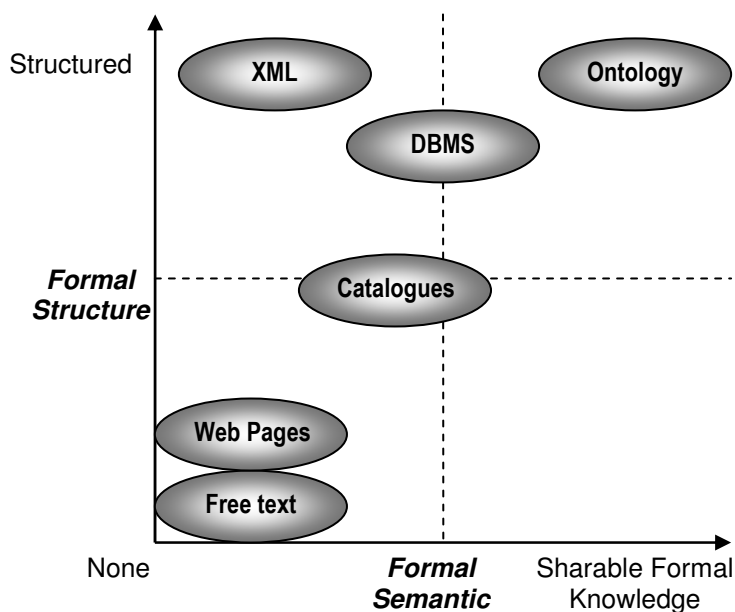 Structured
XML
Ontology
DBMS
Formal
Structure
Catalogues
Web Pages
Free text
None
Formal
Semantic
Sharable Formal
Knowledge